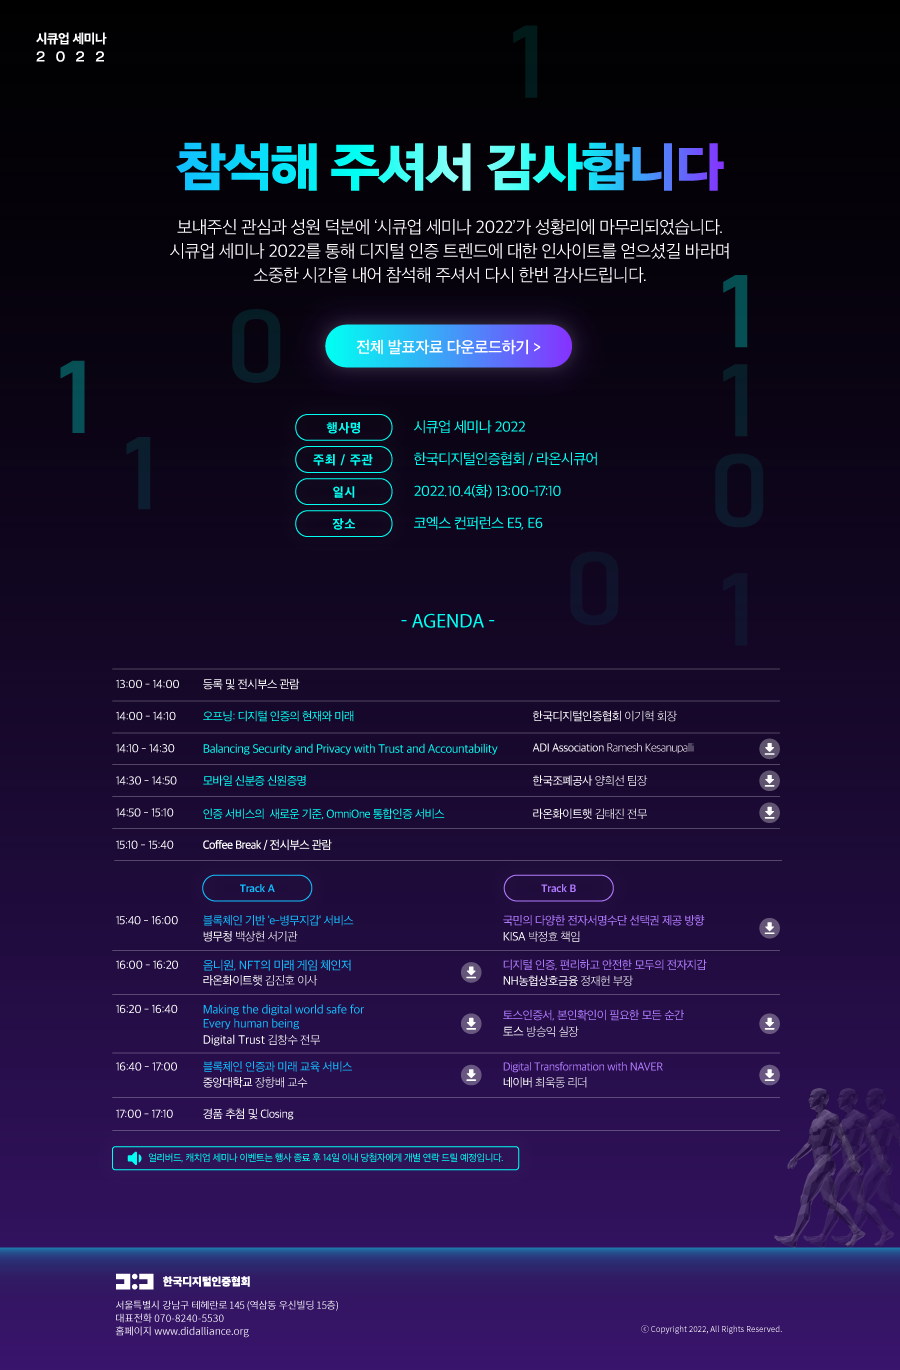 시큐업 세미나
2022
참석해 주셔서 감사합니다
보내주신 관심과 성원 덕분에 ‘시큐업 세미나 2022’가 성황리에 마무리되었습니다.
시큐업 세미나 2022를 통해 디지털 인증 트렌드에 대한 인사이트를 얻으셨길 바라며
소중한 시간을 내어 참석해 주셔서 다시 한번 감사드립니다.
전체 발표자료 다운로드하기 >
행사명 시큐업 세미나 2022
주최 / 주관 한국디지털인증협회 / 라온시큐어
일시 2022.10.4(화) 13:00-17:10
장소 코엑스 컨퍼런스 E5, E6
- AGENDA -
13:00 - 14:00 등록 및 전시부스 관람
14:00 - 14:10 오프닝: 디지털 인증의 현재와 미래 한국디지털인증협회 이기혁 회장
14:10 - 14:30 Balancing Security and Privacy with Trust and Accountability ADI Association Ramesh Kesanupalli
14:30 - 14:50 모바일 신분증 신원증명 한국조폐공사 양희선 팀장
14:50 - 15:10 인증 서비스의 새로운 기준, OmniOne 통합인증 서비스 라온화이트햇 김태진 전무
15:10 - 15:40 Coffee Break / 전시부스 관람
Track A Track B
15:40 - 16:00 블록체인 기반 'e-병무지갑' 서비스 국민의 다양한 전자서명수단 선택권 제공 방향
병무청 백상현 서기관 KISA 박정효 책임
16:00 - 16:20 옴니원, NFT의 미래 게임 체인저 디지털 인증, 편리하고 안전한 모두의 전자지갑
라온화이트햇 김진호 이사 NH농협상호금융 정재헌 부장
16:20 - 16:40 Making the digital world safe for
Every human being
Digital Trust 김창수 전무
토스인증서, 본인확인이 필요한 모든 순간
토스 방승익 실장
16:40 - 17:00 블록체인 인증과 미래 교육 서비스 Digital Transformation with NAVER
중앙대학교 장항배 교수 네이버 최욱동 리더
17:00 - 17:10 경품 추첨 및 Closing
얼리버드, 캐치업 세미나 이벤트는 행사 종료 후 14일 이내 당첨자에게 개별 연락 드릴 예정입니다.
한국디지털인증협회
서울특별시 강남구 테헤란로 145 (역삼동 우신빌딩 15층)
대표전화 070-8240-5530
홈페이지 www.didalliance.org
ⓒ Copyright 2022, All Rights Reserved.